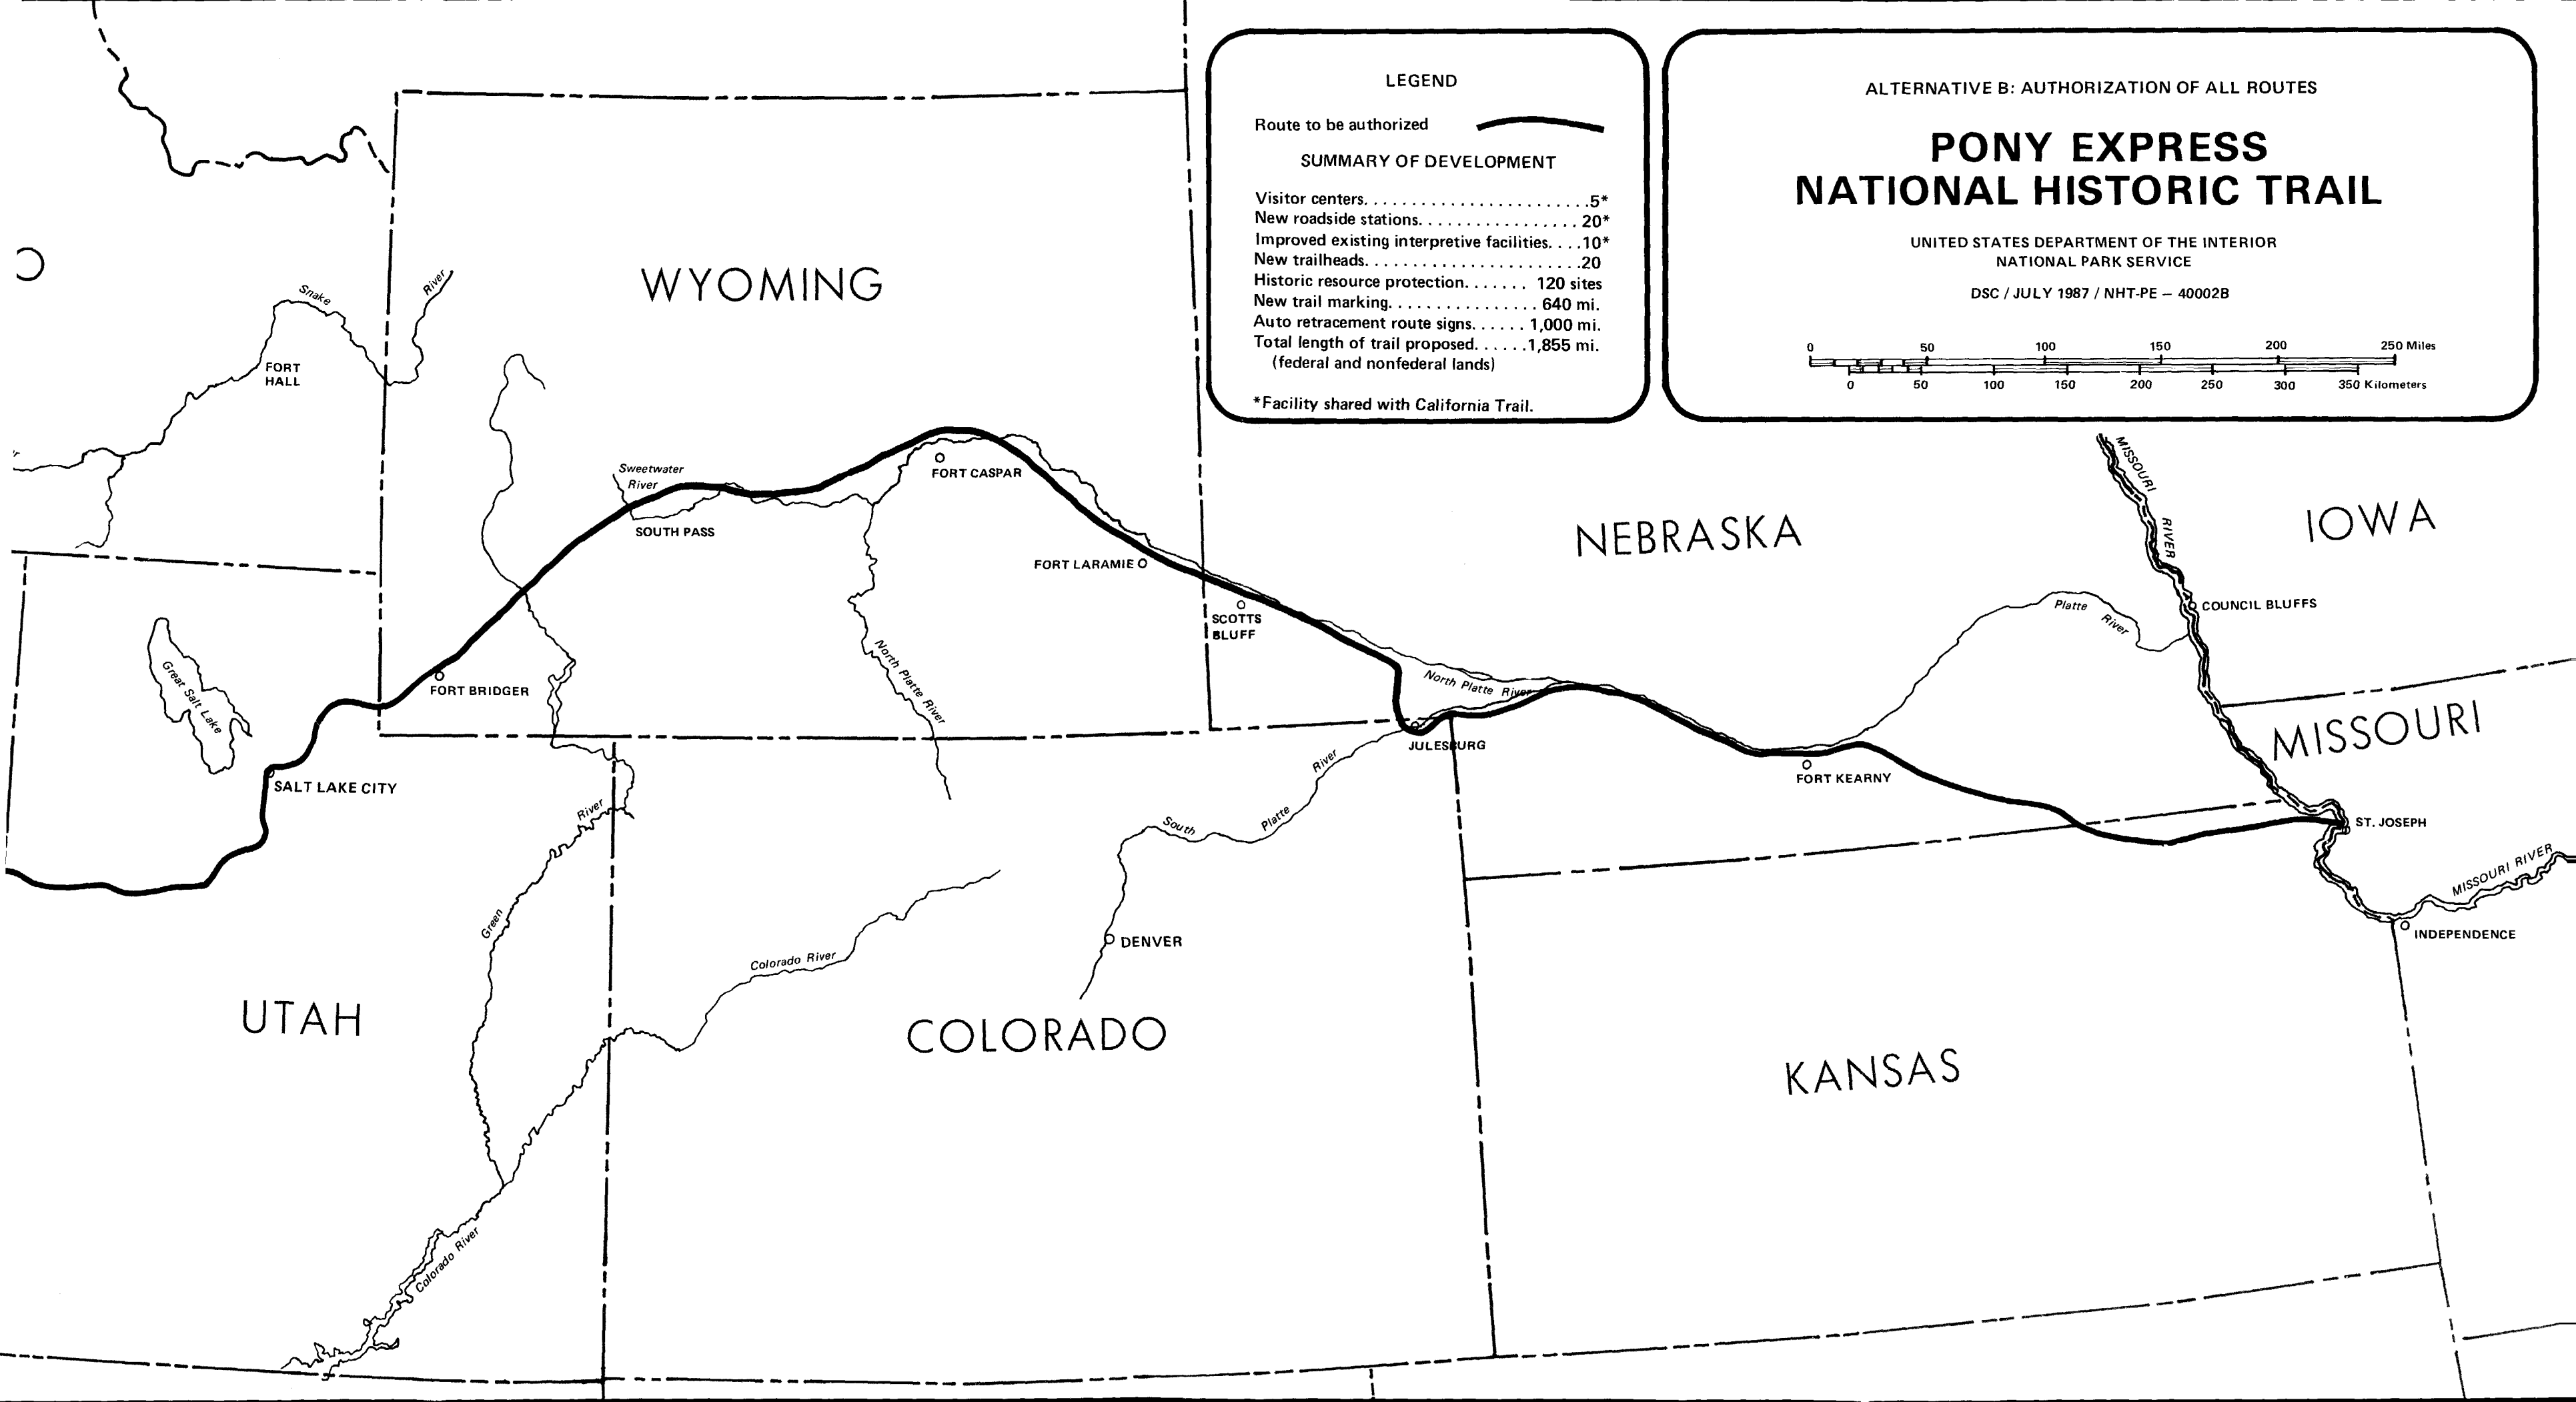 LEGEND
Route to be authorized
SUMMARY OF DEVELOPMENT
Visitor centers. . . . . . . . . . . . . . . . . . . . . . . .5*
New roadside stations. . . . . . . . . . . . . . . . . 20*
Improved existing interpretive facilities. . . .10*
New trailheads. . . . . . . . . . . . . . . . . . . . . . .20
Historic resource protection. . . . . . . 120 sites
New trail marking. . . . . . . . . . . . . . . . 640 mi.
Auto retracement route signs. . . . . . 1,000 mi.
Total length of trail proposed. . . . . .1,855 mi.
(federal and nonfederal lands)
*Facility shared with California Trail.
ALTERNATIVE B: AUTHORIZATION OF ALL ROUTES
PONY EXPRESS
NATIONAL HISTORIC TRAIL
UNITED STATES DEPARTMENT OF THE INTERIOR
NATIONAL PARK SERVICE
DSC / JULY 1987 / NHT-PE – 40002B
0 50 100 150 200 250 Miles
0 50 100 150 200 250 300 350 Kilometers
O
WYOMING
Snake
River
FORT
HALL
Sweetwater
River
SOUTH PASS
FORT CASPAR
FORT LARAMIE
SCOTTS
BLUFF
NEBRASKA
MISSOURI
RIVER
IOWA
COUNCIL BLUFFS
Platte
River
MISSOURI
Great Salt Lake
FORT BRIDGER
North Platte River
North Platte River
JULESBURG
FORT KEARNY
SALT LAKE CITY
River
Green
South
Platte
River
ST. JOSEPH
MISSOURI RIVER
INDEPENDENCE
DENVER
Colorado River
UTAH
COLORADO
KANSAS
Colorado River